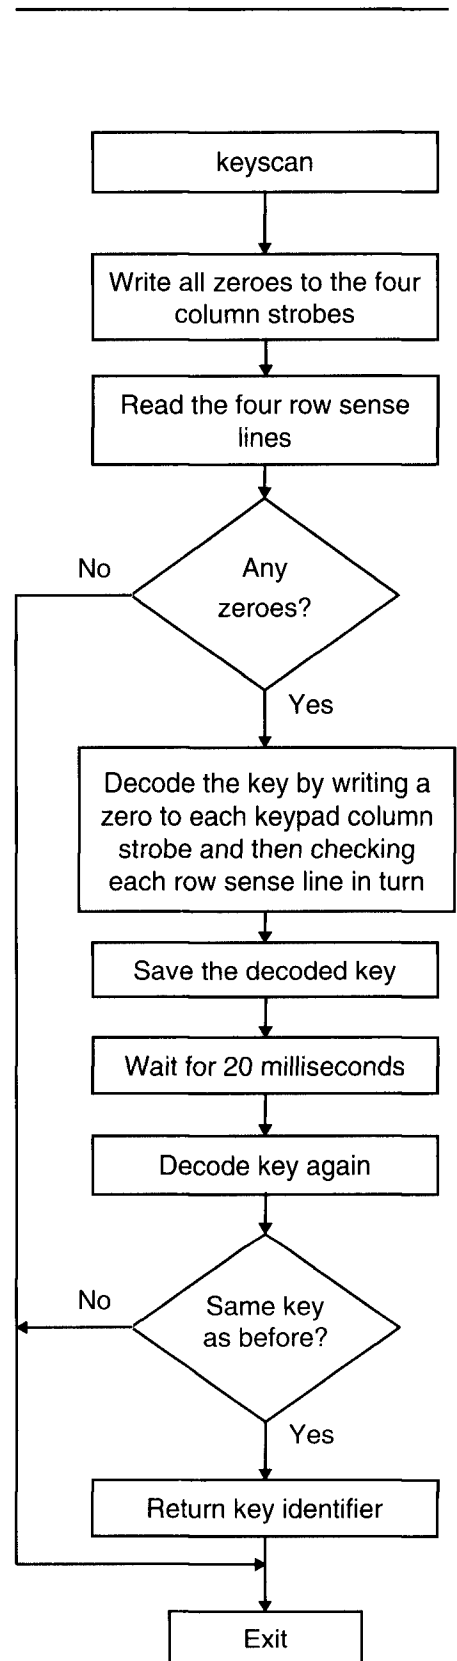 keyscan
Write all zeroes to the four
column strobes
Read the four row sense
lines
Any
zeroes?
No
Yes
Decode the key by writing a
zero to each keypad column
strobe and then checking
each row sense line in turn
Save the decoded key
Wait for 20 milliseconds
Decode key again
Same key
as before?
No
Yes
Return key identifier
Exit